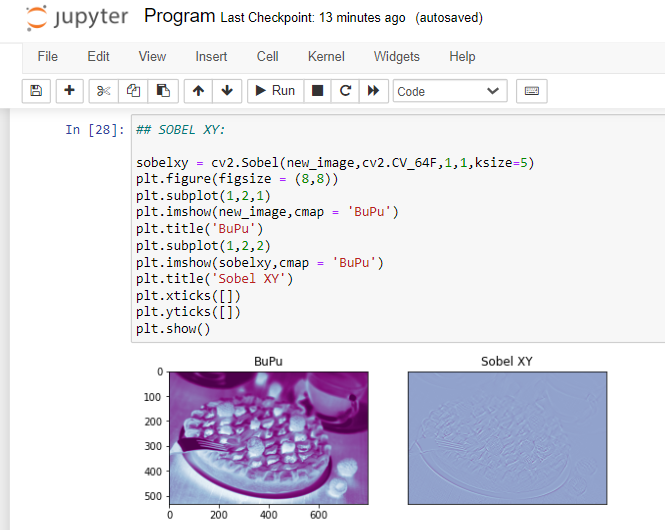 jupyter Program Last Checkpoint: 13 minutes ago (autosaved)
File Edit View Insert Cell Kernel Widgets Help
Run Code
In [28]: ## SOBEL XY:
sobelxy = cv2.Sobel(new_image,cv2.CV_64F,1,1,ksize=5)
plt.figure(figsize = (8,8))
plt.subplot(1,2,1)
plt.imshow(new_image,cmap = 'BuPu')
plt.title('BuPu')
plt.subplot(1,2,2)
plt.imshow(sobelxy,cmap = 'BuPu')
plt.title('Sobel XY')
plt.xticks([])
plt.yticks([])
plt.show()
BuPu Sobel XY
0
100
200
300
400
500
0 200 400 600